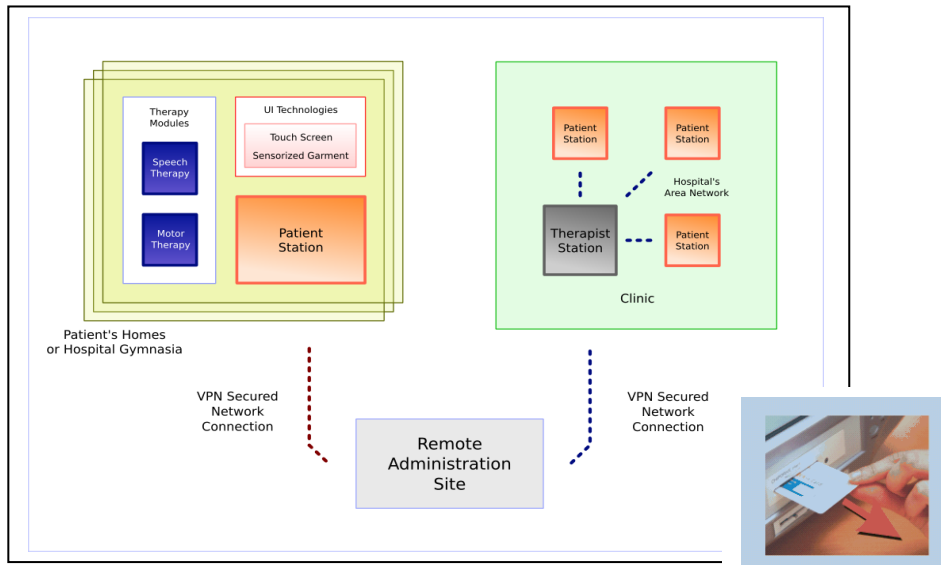 Therapy
Modules
Speech
Therapy
Motor
Therapy
UI Technologies
Touch Screen
Sensorized Garment
Patient
Station
Patient's Homes
or Hospital Gymnasia
Patient
Station
Patient
Station
Hospital's
Area Network
Therapist
Station
Patient
Station
Clinic
VPN Secured
Network
Connection
VPN Secured
Network
Connection
Remote
Administration
Site